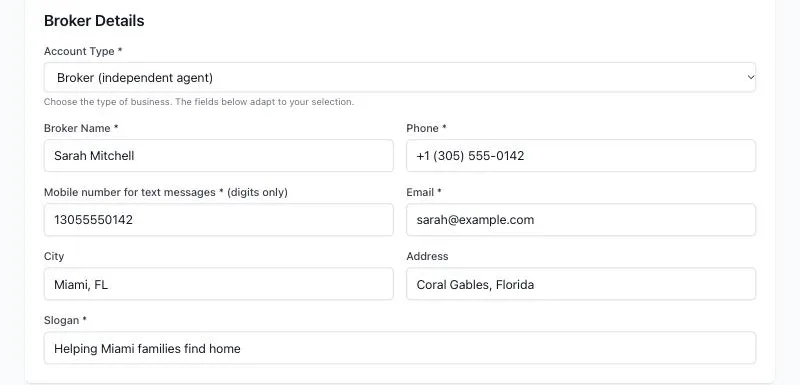 Broker Details
Account Type *
Broker (independent agent)
Choose the type of business. The fields below adapt to your selection.
Broker Name *
Phone *
Sarah Mitchell
+1 (305) 555-0142
Mobile number for text messages * (digits only)
Email *
13055550142
sarah@example.com
City
Address
Miami, FL
Coral Gables, Florida
Slogan *
Helping Miami families find home